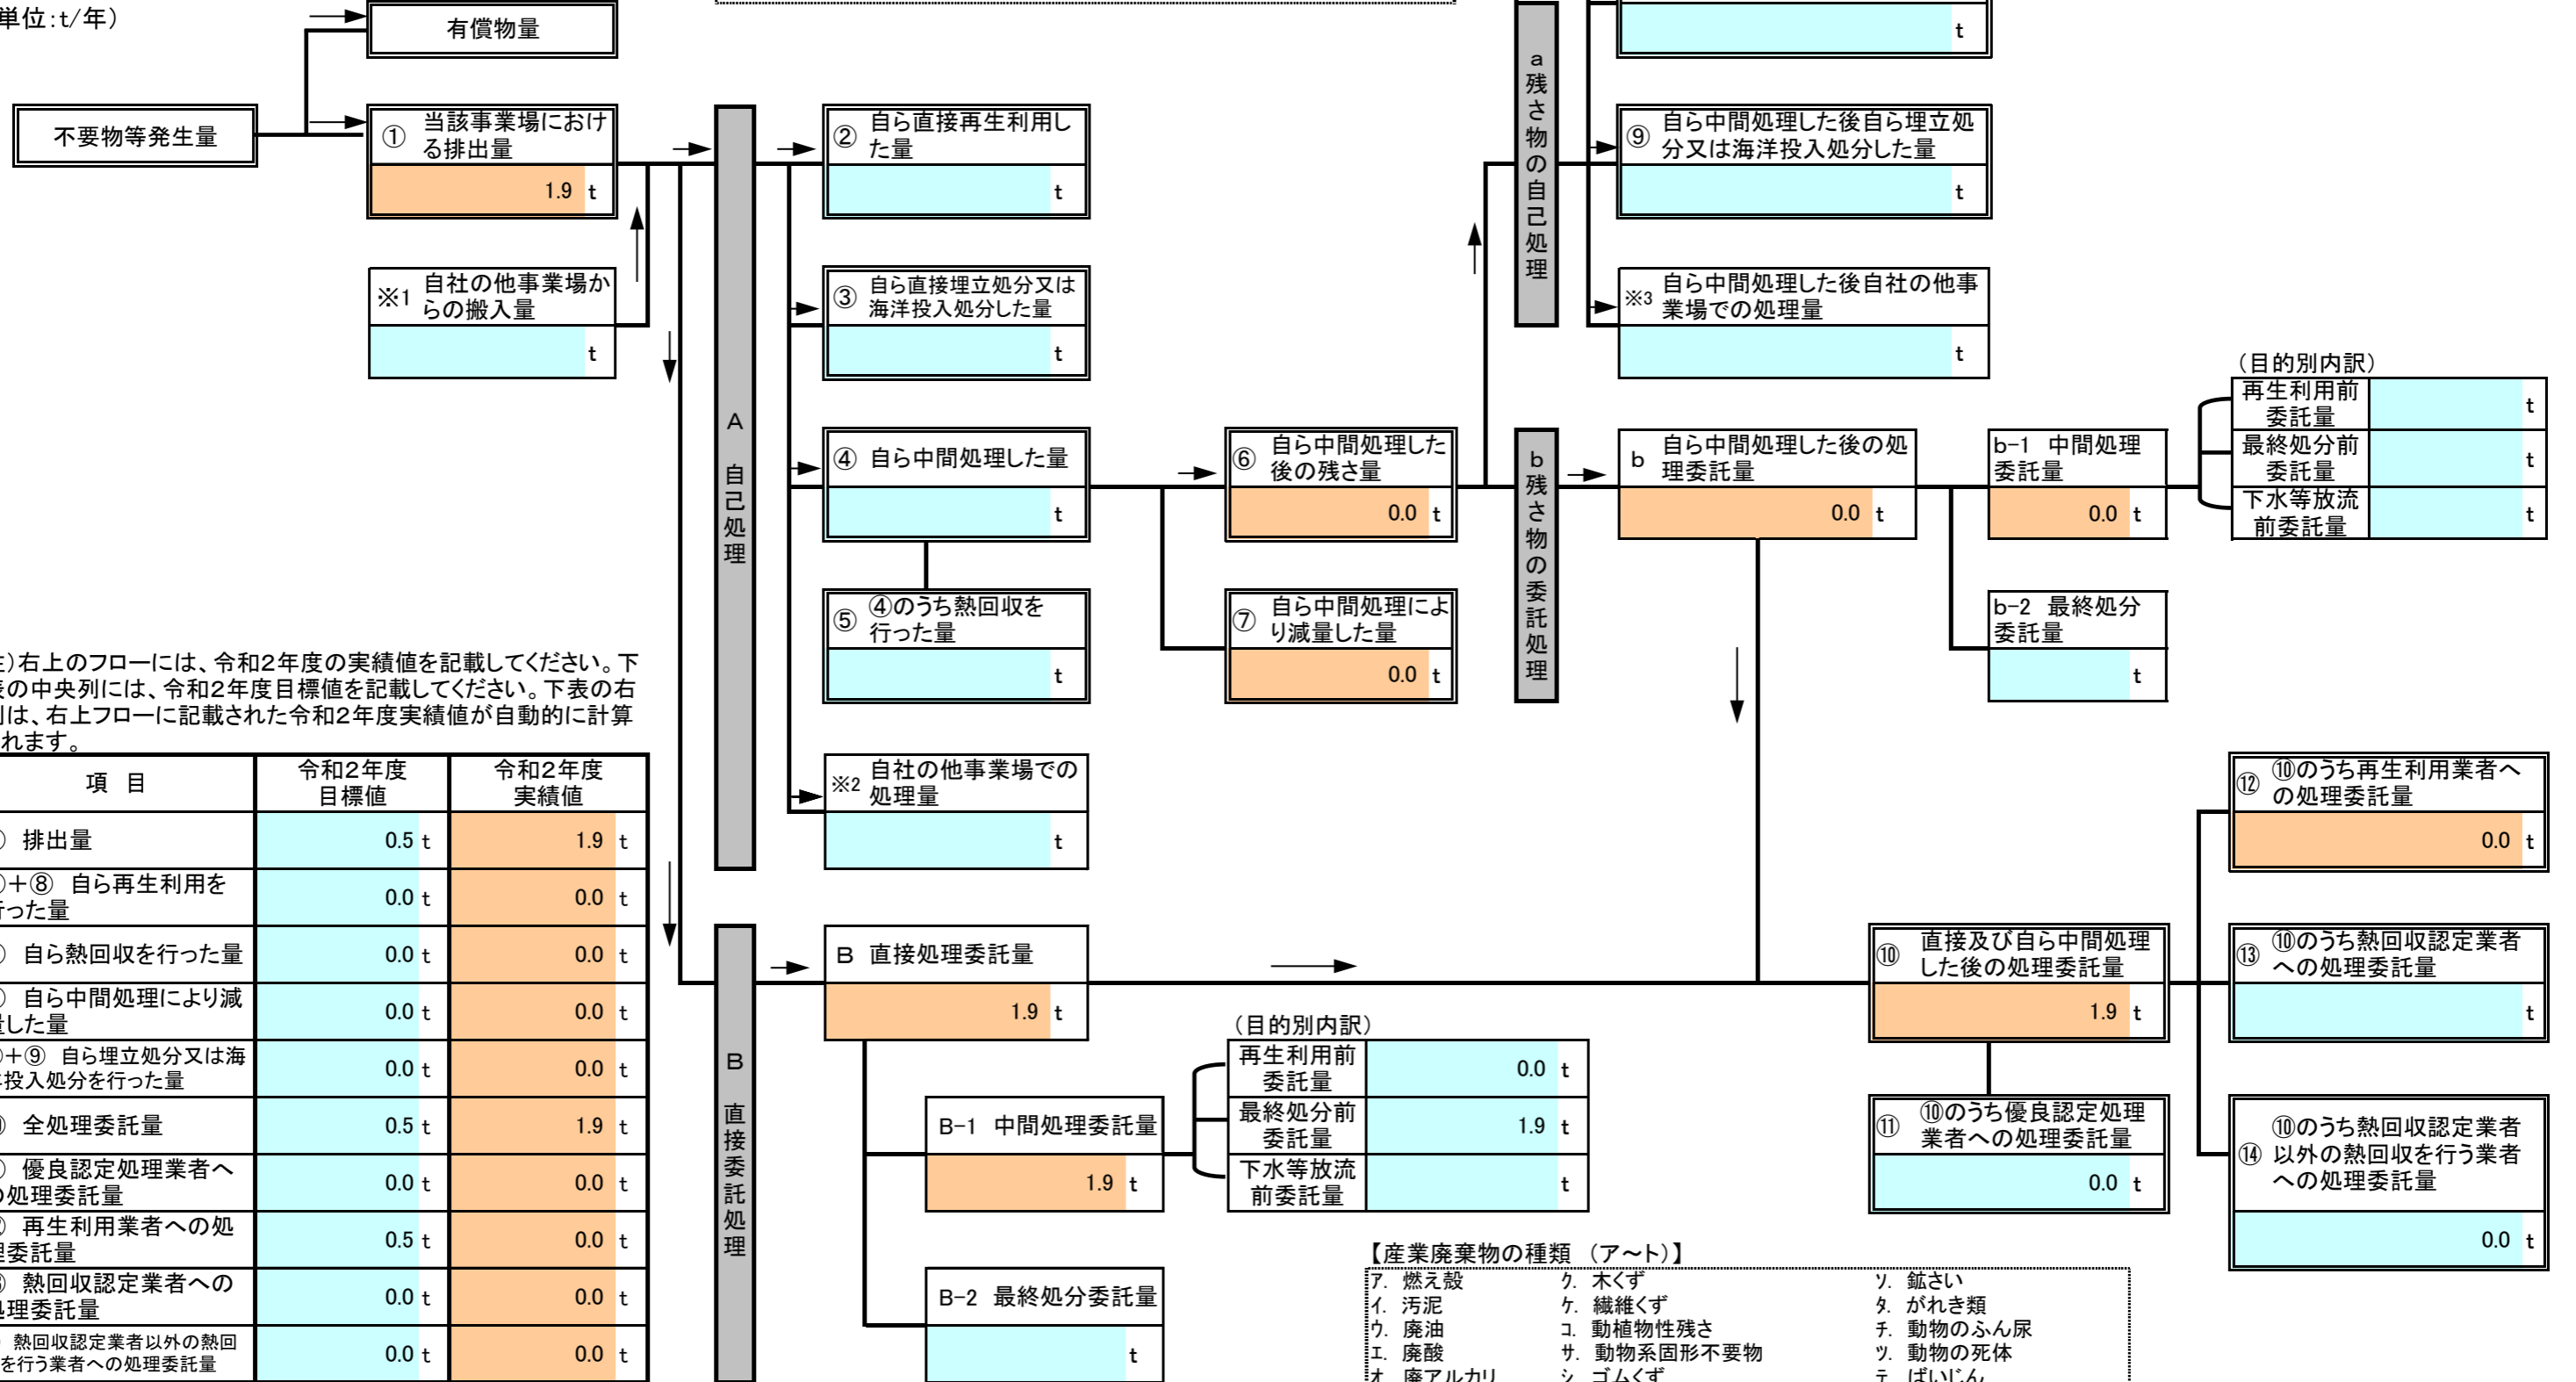 単位:t/年)
有償物量
t
不要物等発生量
① 当該事業場におけ
る排出量
1.9 t
※1 自社の他事業場か
らの搬入量
t
A 自己処理
② 自ら直接再生利用し
た量
t
③ 自ら直接埋立処分又は
海洋投入処分した量
t
④ 自ら中間処理した量
t
⑤ ④のうち熱回収を
行った量
t
※2 自社の他事業場での
処理量
t
⑥ 自ら中間処理した
後の残さ量
0.0 t
⑦ 自ら中間処理によ
り減量した量
0.0 t
a 残さ物の自己処理
⑨ 自ら中間処理した後自ら埋立処
分又は海洋投入処分した量
t
※3 自ら中間処理した後自社の他事
業場での処理量
t
b 残さ物の委託処理
b 自ら中間処理した後の処
理委託量
0.0 t
b-1 中間処理
委託量
0.0 t
b-2 最終処分
委託量
t
(目的別内訳)
再生利用前
委託量
t
最終処分前
委託量
t
下水等放流
前委託量
t
)右上のフローには、令和2年度の実績値を記載してください。下
の中央列には、令和2年度目標値を記載してください。下表の右
は、右上フローに記載された令和2年度実績値が自動的に計算
れます。
項 目
令和2年度
目標値
令和2年度
実績値
排出量 0.5 t 1.9 t
+⑧ 自ら再生利用を
った量
0.0 t 0.0 t
自ら熱回収を行った量 0.0 t 0.0 t
自ら中間処理により減
した量
0.0 t 0.0 t
+⑨ 自ら埋立処分又は海
投入処分を行った量
0.0 t 0.0 t
全処理委託量 0.5 t 1.9 t
優良認定処理業者へ
処理委託量
0.0 t 0.0 t
再生利用業者への処
委託量
0.5 t 0.0 t
熱回収認定業者への
理委託量
0.0 t 0.0 t
熱回収認定業者以外の熱回
を行う業者への処理委託量
0.0 t 0.0 t
B 直接委託処理
B 直接処理委託量
1.9 t
B-1 中間処理委託量
1.9 t
B-2 最終処分委託量
t
(目的別内訳)
再生利用前
委託量
0.0 t
最終処分前
委託量
1.9 t
下水等放流
前委託量
t
⑩ 直接及び自ら中間処理
した後の処理委託量
1.9 t
⑪ ⑩のうち優良認定処理
業者への処理委託量
0.0 t
⑫ ⑩のうち再生利用業者へ
の処理委託量
0.0 t
⑬ ⑩のうち熱回収認定業者
への処理委託量
t
⑭ ⑩のうち熱回収認定業者
以外の熱回収を行う業者
への処理委託量
0.0 t
【産業廃棄物の種類 (ア~ト)】
ア. 燃え殻 ク. 木くず ソ. 鉱さい
イ. 汚泥 ケ. 繊維くず タ. がれき類
ウ. 廃油 コ. 動植物性残さ チ. 動物のふん尿
エ. 廃酸 サ. 動物系固形不要物 ツ. 動物の死体
オ. 廃アルカリ シ. ゴムくず テ. ばいじん